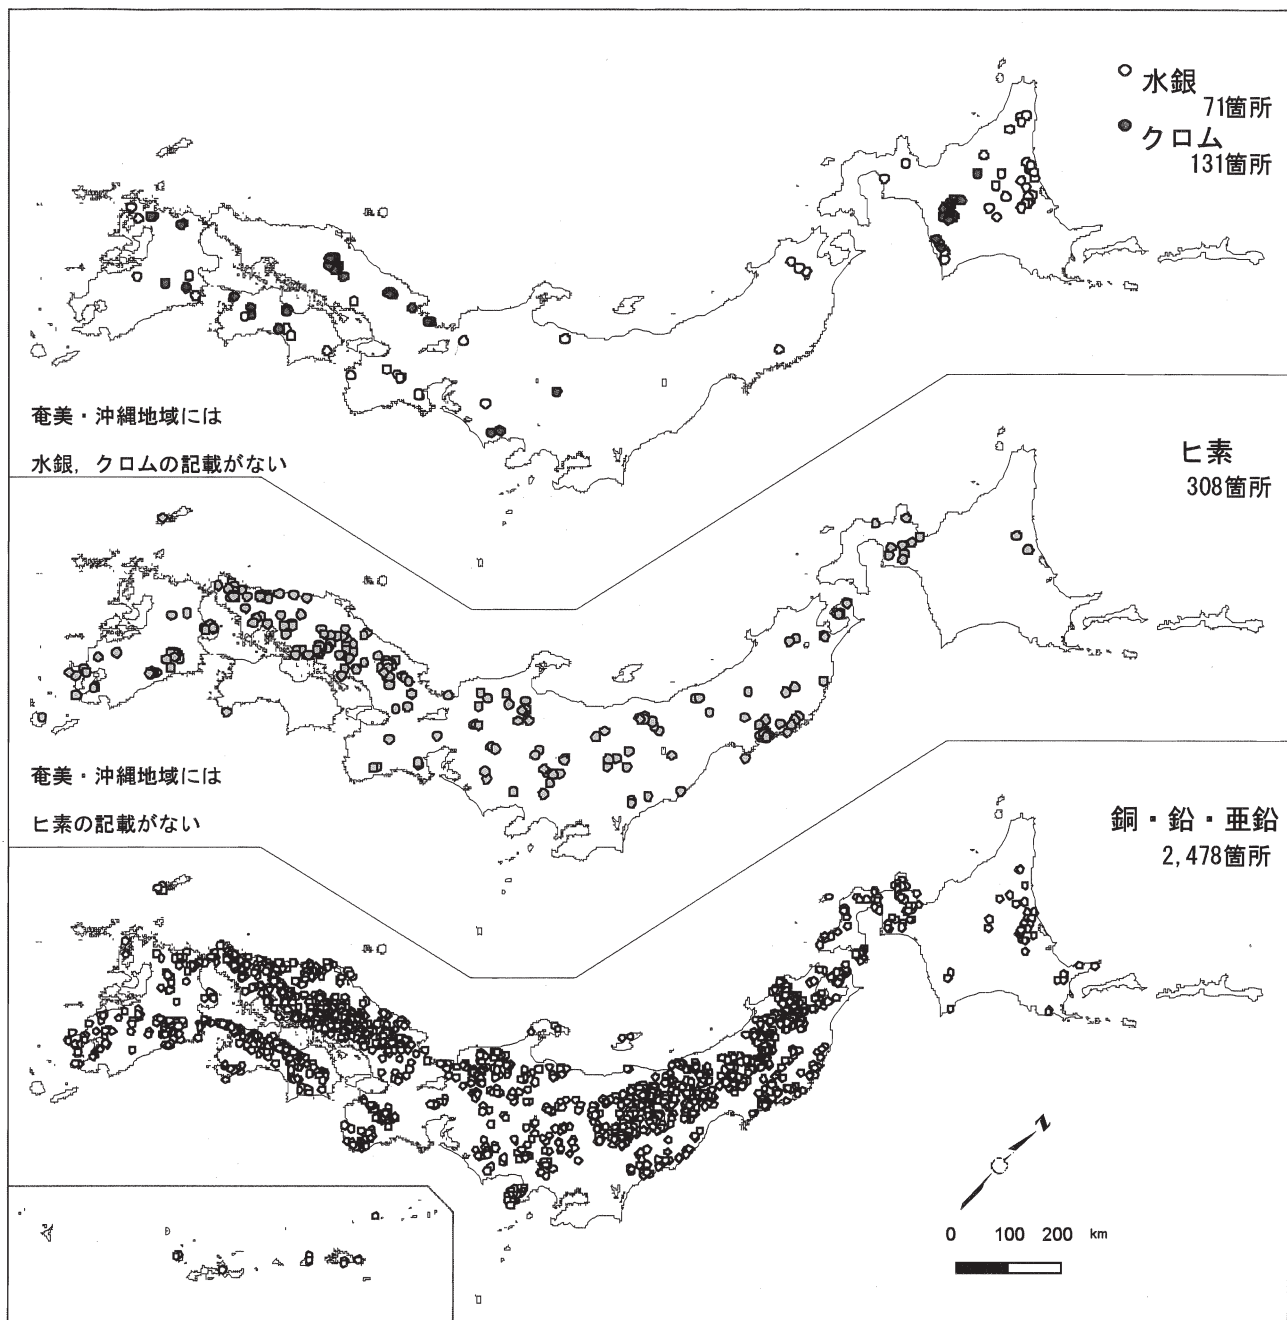 水銀
71箇所
クロム
131箇所
奄美・沖縄地域には
水銀，クロムの記載がない
ヒ素
308箇所
奄美・沖縄地域には
ヒ素の記載がない
銅・鉛・亜鉛
2,478箇所
N
0 100 200 km